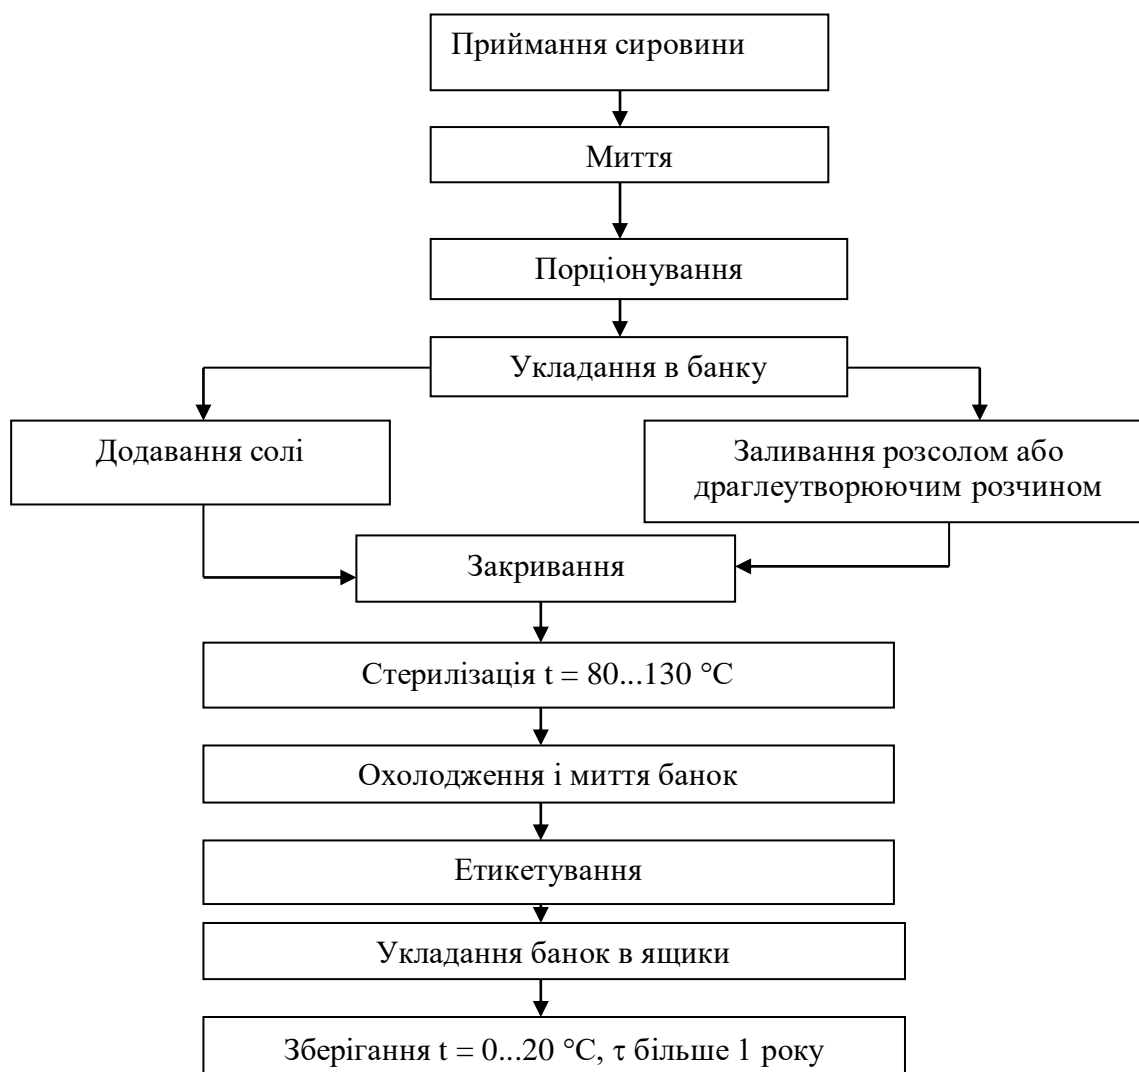 Приймання сировини
Миття
Порціонування
Укладання в банку
Додавання солі
Заливання розсолом або
драглеутворюючим розчином
Закривання
Стерилізація t = 80...130 °C
Охолодження і миття банок
Етикетування
Укладання банок в ящики
Зберігання t = 0...20 °C, τ більше 1 року